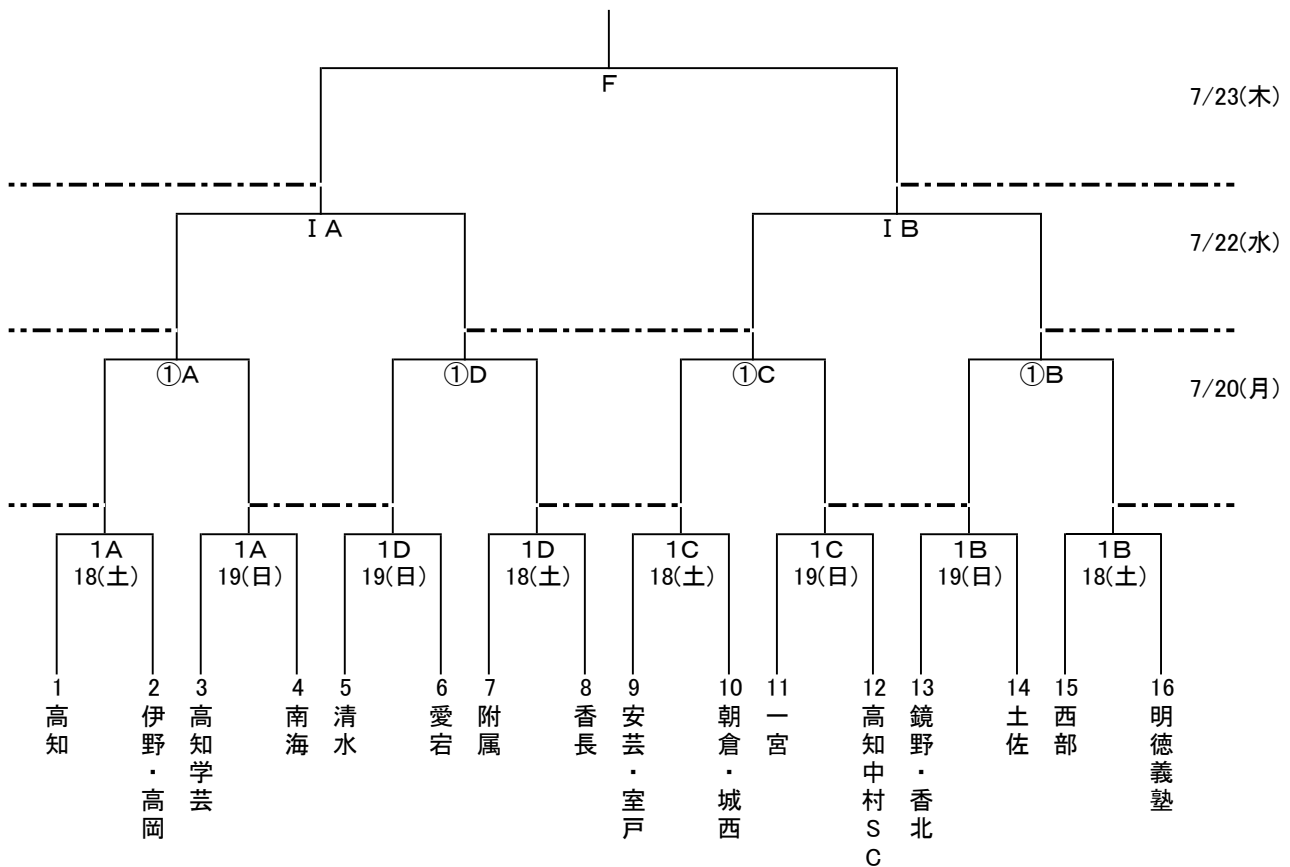 F
7/23(木)
ⅠA
ⅠB
7/22(水)
①A
①D
①C
①B
7/20(月)
1A
18(土)
1A
19(日)
1D
19(日)
1D
18(土)
1C
18(土)
1C
19(日)
1B
19(日)
1B
18(土)
1
高知
2
伊野・高岡
3
高知学芸
4
南海
5
清水
6
愛宕
7
附属
8
香長
9
安芸・室戸
10
朝倉・城西
11
一宮
12
高知中村SC
13
鏡野・香北
14
土佐
15
西部
16
明徳義塾